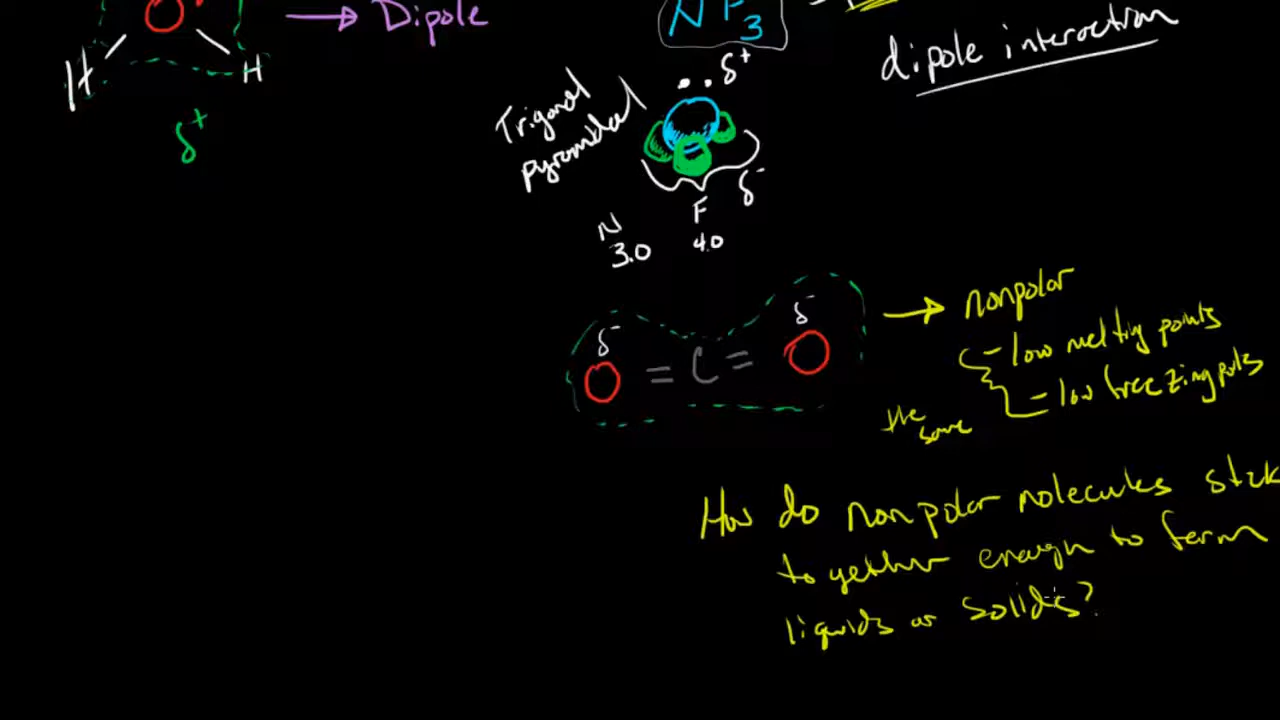 O
→ Dipole
H
H
δ+
NF3
dipole interaction
δ+
Trigonal
pyramidal
δ-
F
4.0
N
3.0
δ-
δ-
O = C = O
→ nonpolar
- low melting points
- low freezing pts
the
same
How do nonpolar molecules stick
together enough to form
liquids or solids?